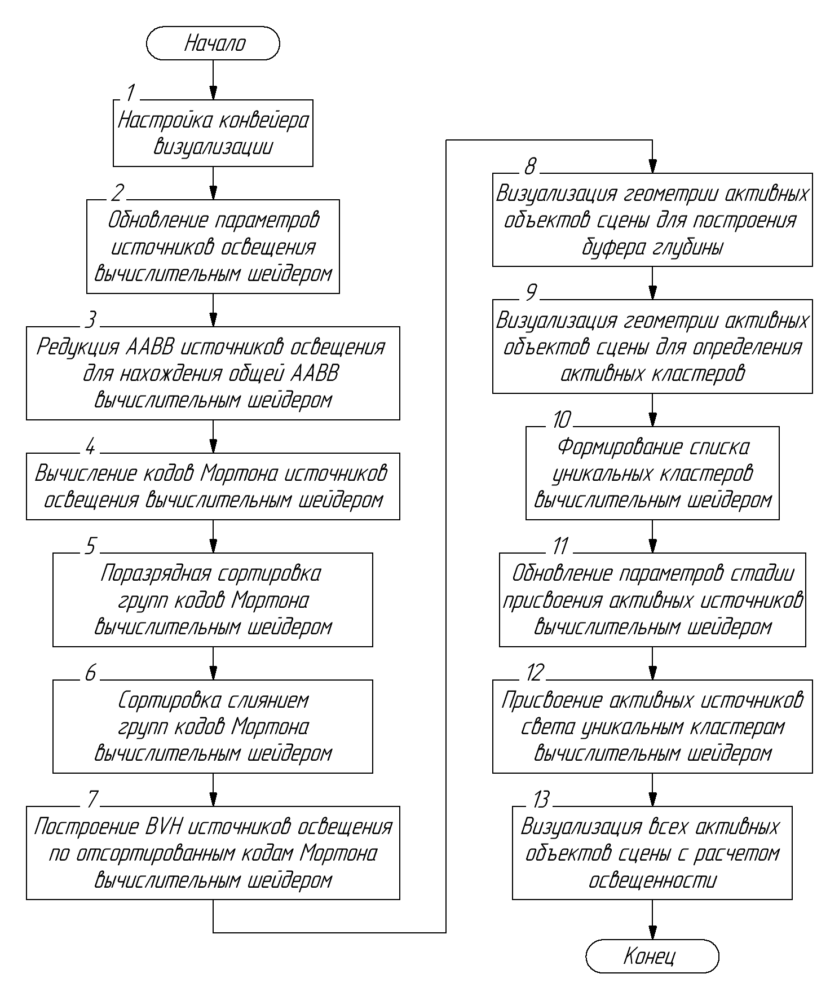 Начало
1
Настройка конвейера
визуализации
2
Обновление параметров
источников освещения
вычислительным шейдером
3
Редукция AABB источников освещения
для нахождения общей AABB
вычислительным шейдером
4
Вычисление кодов Мортона источников
освещения вычислительным шейдером
5
Поразрядная сортировка
групп кодов Мортона
вычислительным шейдером
6
Сортировка слиянием
групп кодов Мортона
вычислительным шейдером
7
Построение BVH источников освещения
по отсортированным кодам Мортона
вычислительным шейдером
8
Визуализация геометрии активных
объектов сцены для построения
буфера глубины
9
Визуализация геометрии активных
объектов сцены для определения
активных кластеров
10
Формирование списка
уникальных кластеров
вычислительным шейдером
11
Обновление параметров стадии
присвоения активных источников
вычислительным шейдером
12
Присвоение активных источников
света уникальным кластерам
вычислительным шейдером
13
Визуализация всех активных
объектов сцены с расчетом
освещенности
Конец